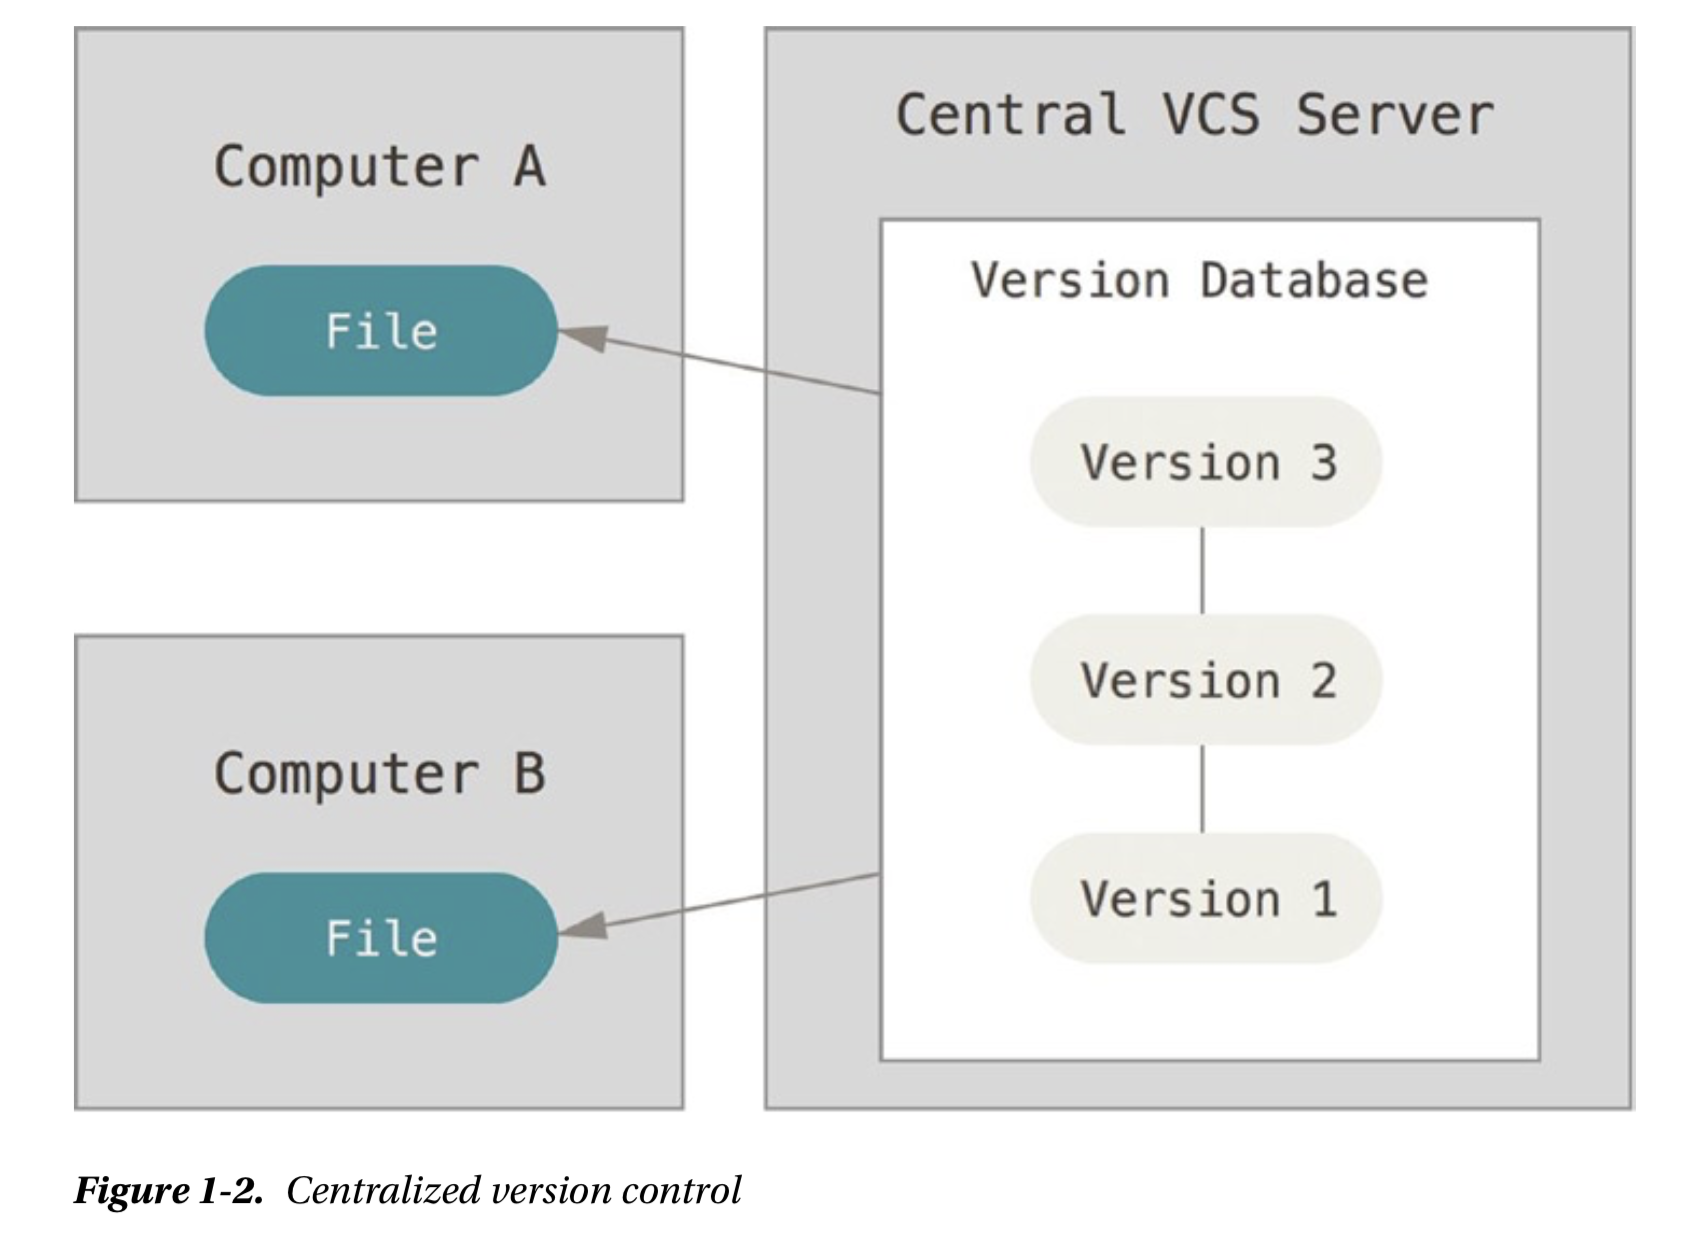 Computer A
File
Computer B
File
Central VCS Server
Version Database
Version 3
Version 2
Version 1
Figure 1-2. Centralized version control